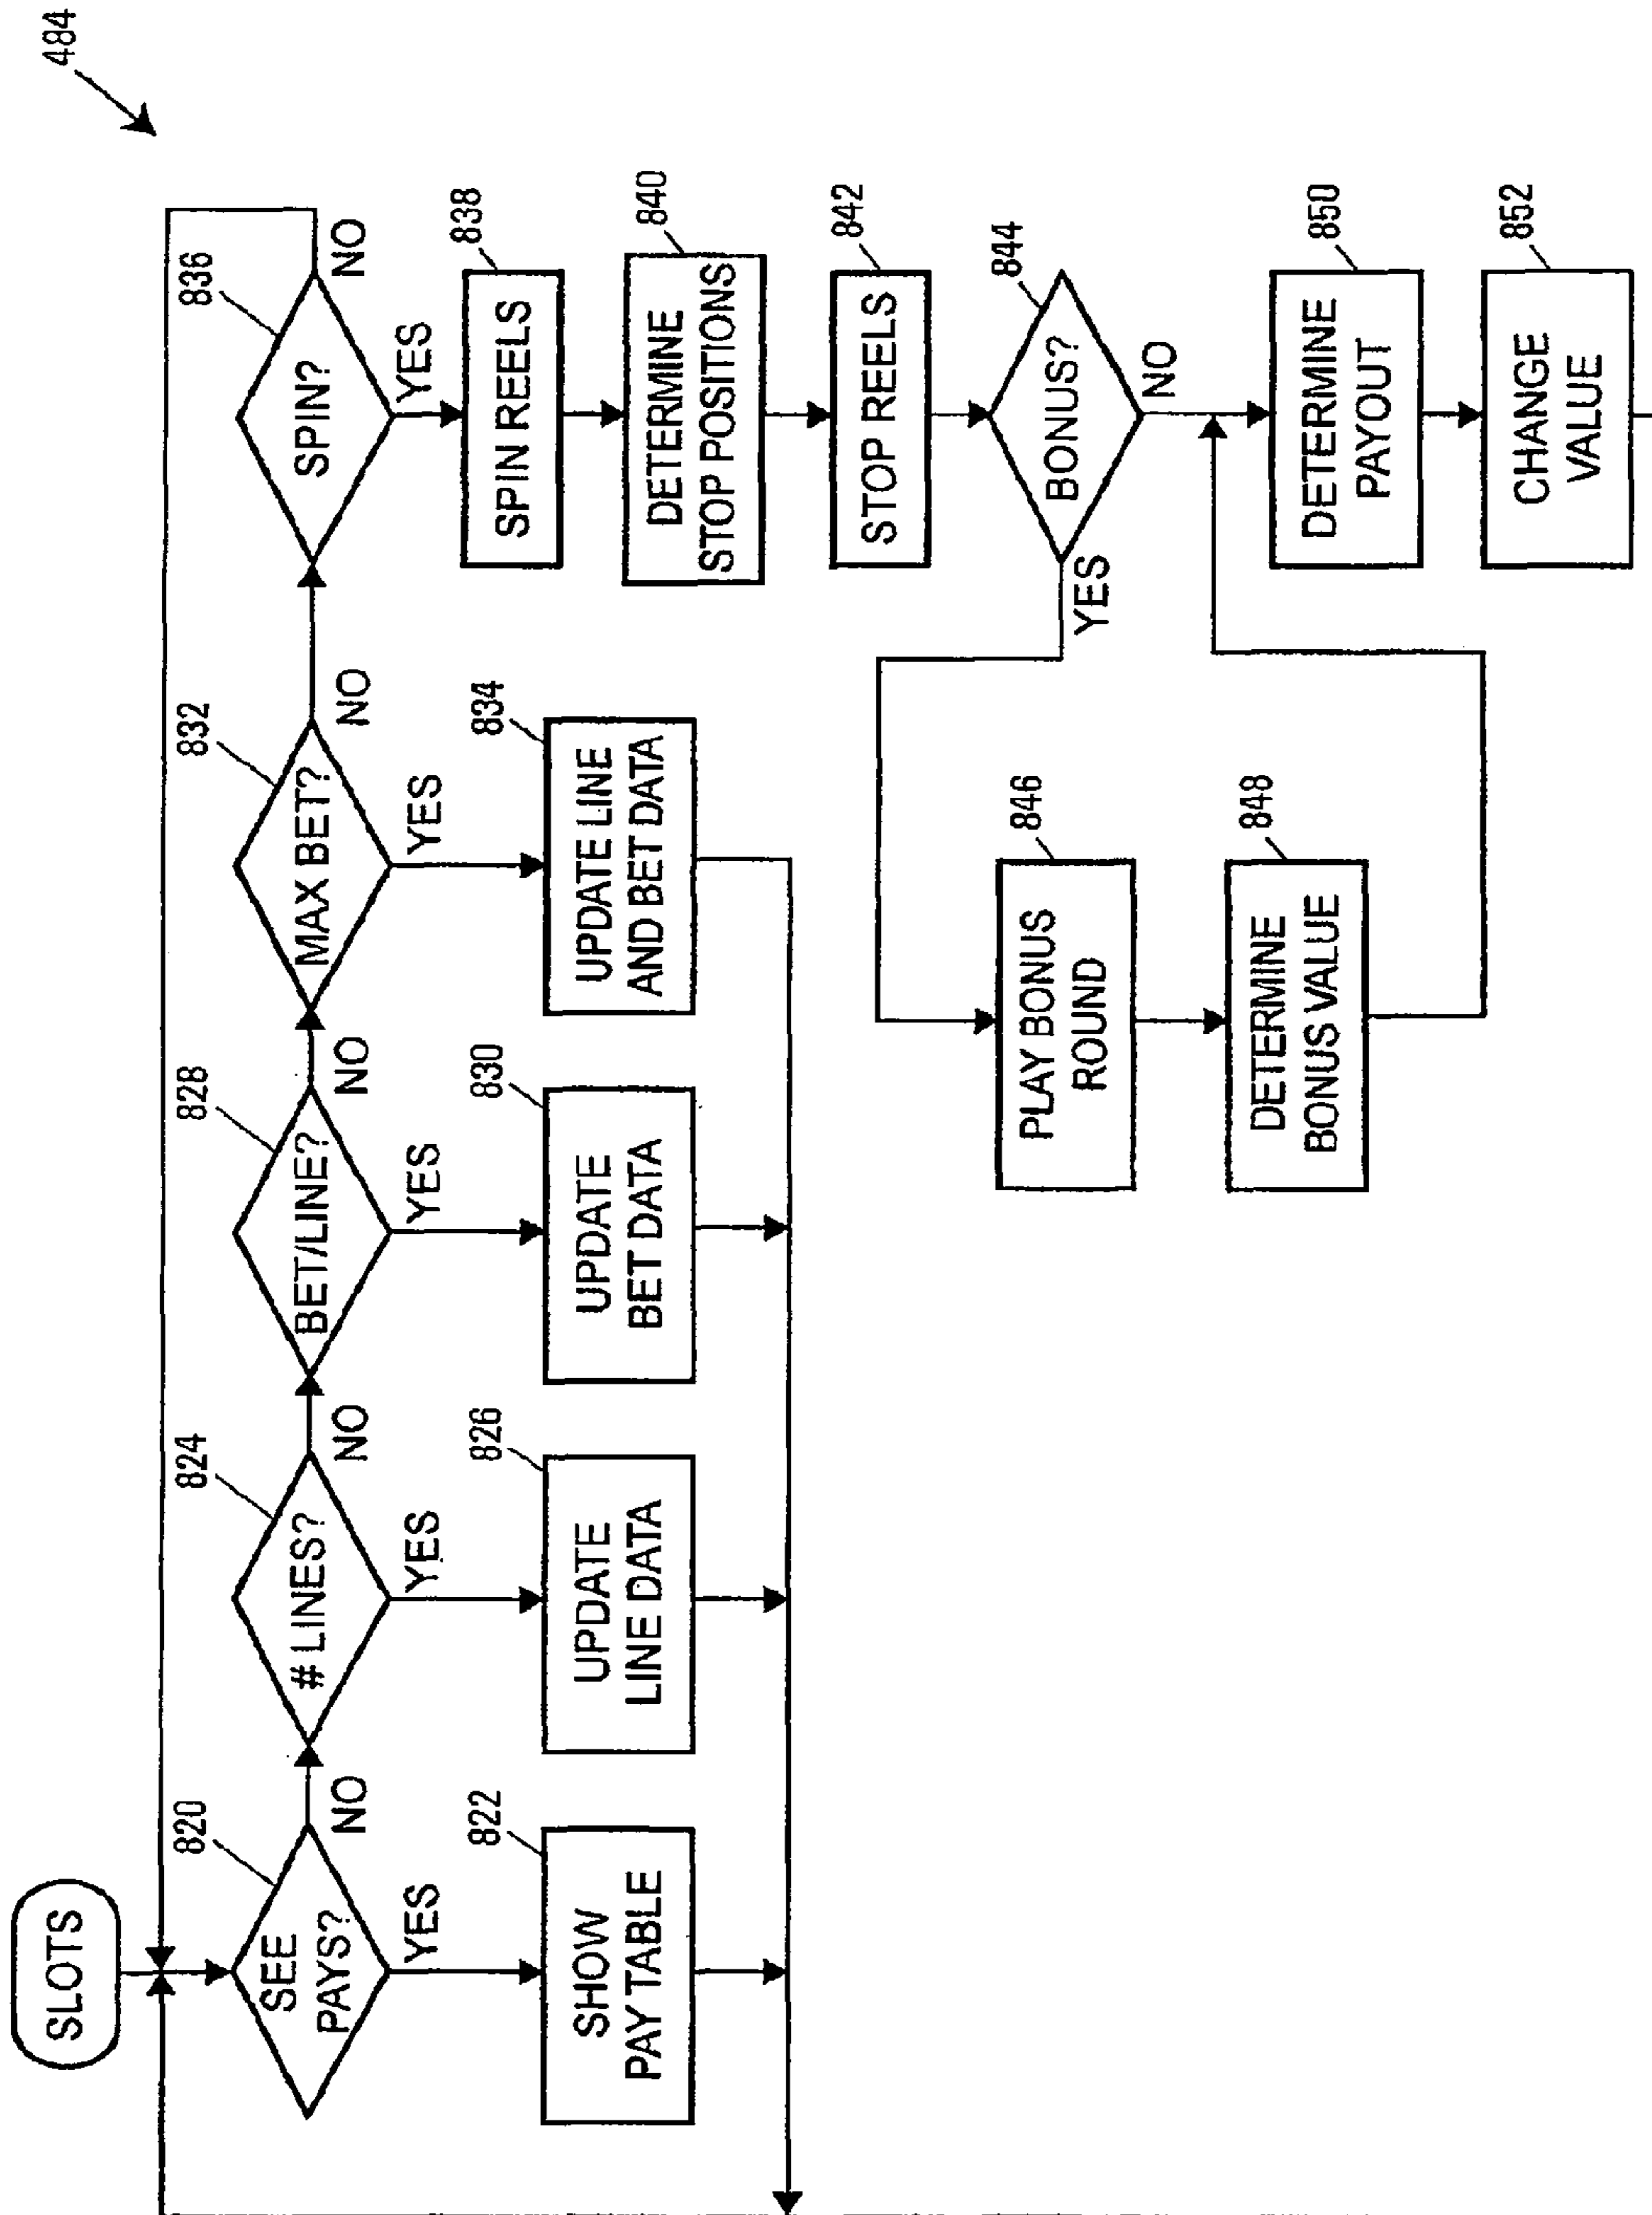 484
SLOTS
820
SEE
PAYS?
NO
YES
822
SHOW
PAY TABLE
824
# LINES?
NO
YES
826
UPDATE
LINE DATA
828
BET/LINE?
NO
YES
830
UPDATE
BET DATA
832
MAX BET?
NO
YES
834
UPDATE LINE
AND BET DATA
836
SPIN?
NO
YES
838
SPIN REELS
840
DETERMINE
STOP POSITIONS
842
STOP REELS
844
BONUS?
YES
NO
846
PLAY BONUS
ROUND
848
DETERMINE
BONUS VALUE
850
DETERMINE
PAYOUT
852
CHANGE
VALUE